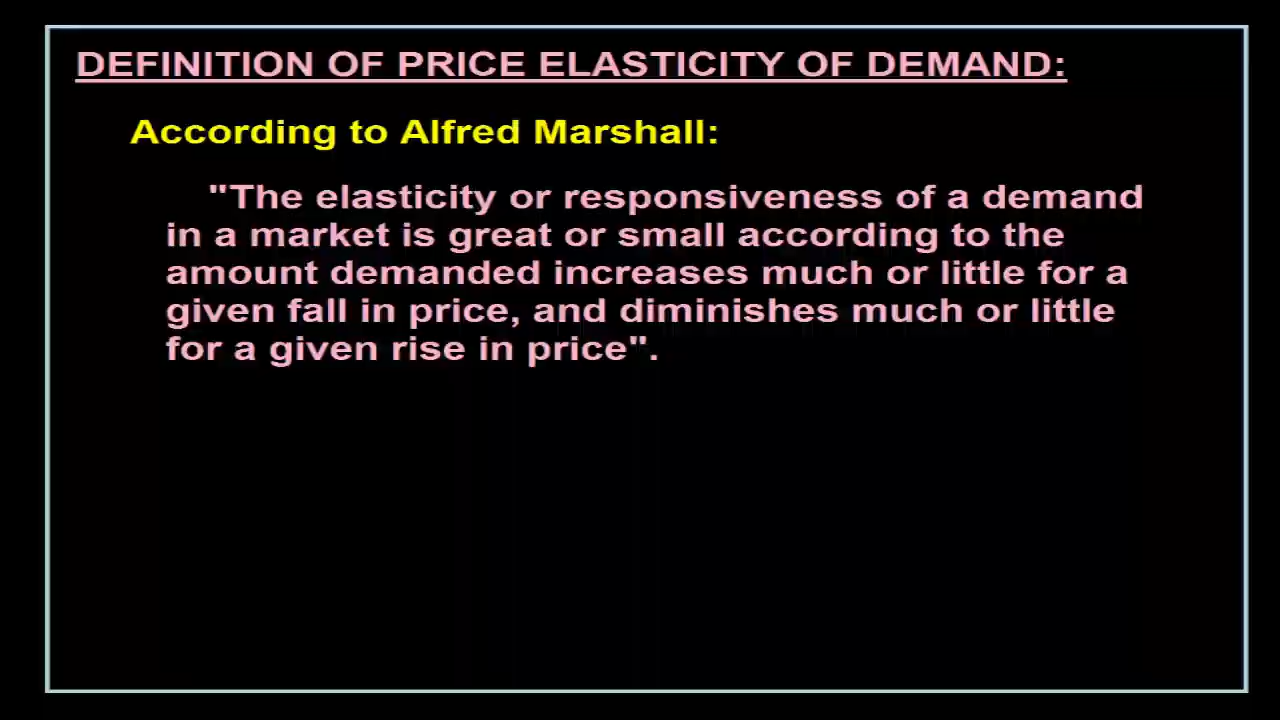 DEFINITION OF PRICE ELASTICITY OF DEMAND:
According to Alfred Marshall:
"The elasticity or responsiveness of a demand
in a market is great or small according to the
amount demanded increases much or little for a
given fall in price, and diminishes much or little
for a given rise in price".